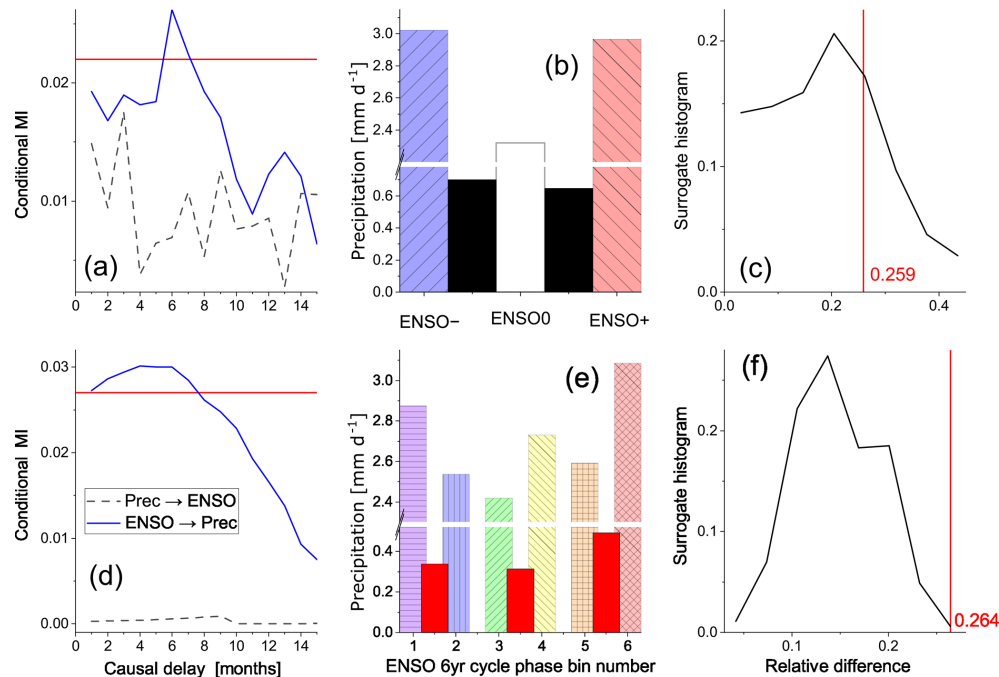 Conditional MI
0.02
0.01
(a)
0 2 4 6 8 10 12 14
Precipitation [mm d⁻¹]
3.0
2.8
2.6
2.4
0.6
0.4
0.2
0.0
(b)
ENSO− ENSO0 ENSO+
Surrogate histogram
0.2
0.1
0.0
(c)
0.259
0.0 0.2 0.4
Conditional MI
0.03
0.03
0.02
0.01
0.01
0.00
Prec → ENSO
ENSO → Prec
(d)
0 2 4 6 8 10 12 14
Causal delay [months]
Precipitation [mm d⁻¹]
3.0
2.8
2.6
2.4
0.4
0.2
0.0
(e)
1 2 3 4 5 6
ENSO 6yr cycle phase bin number
Surrogate histogram
0.2
0.1
0.0
(f)
0.264
0.1 0.2
Relative difference